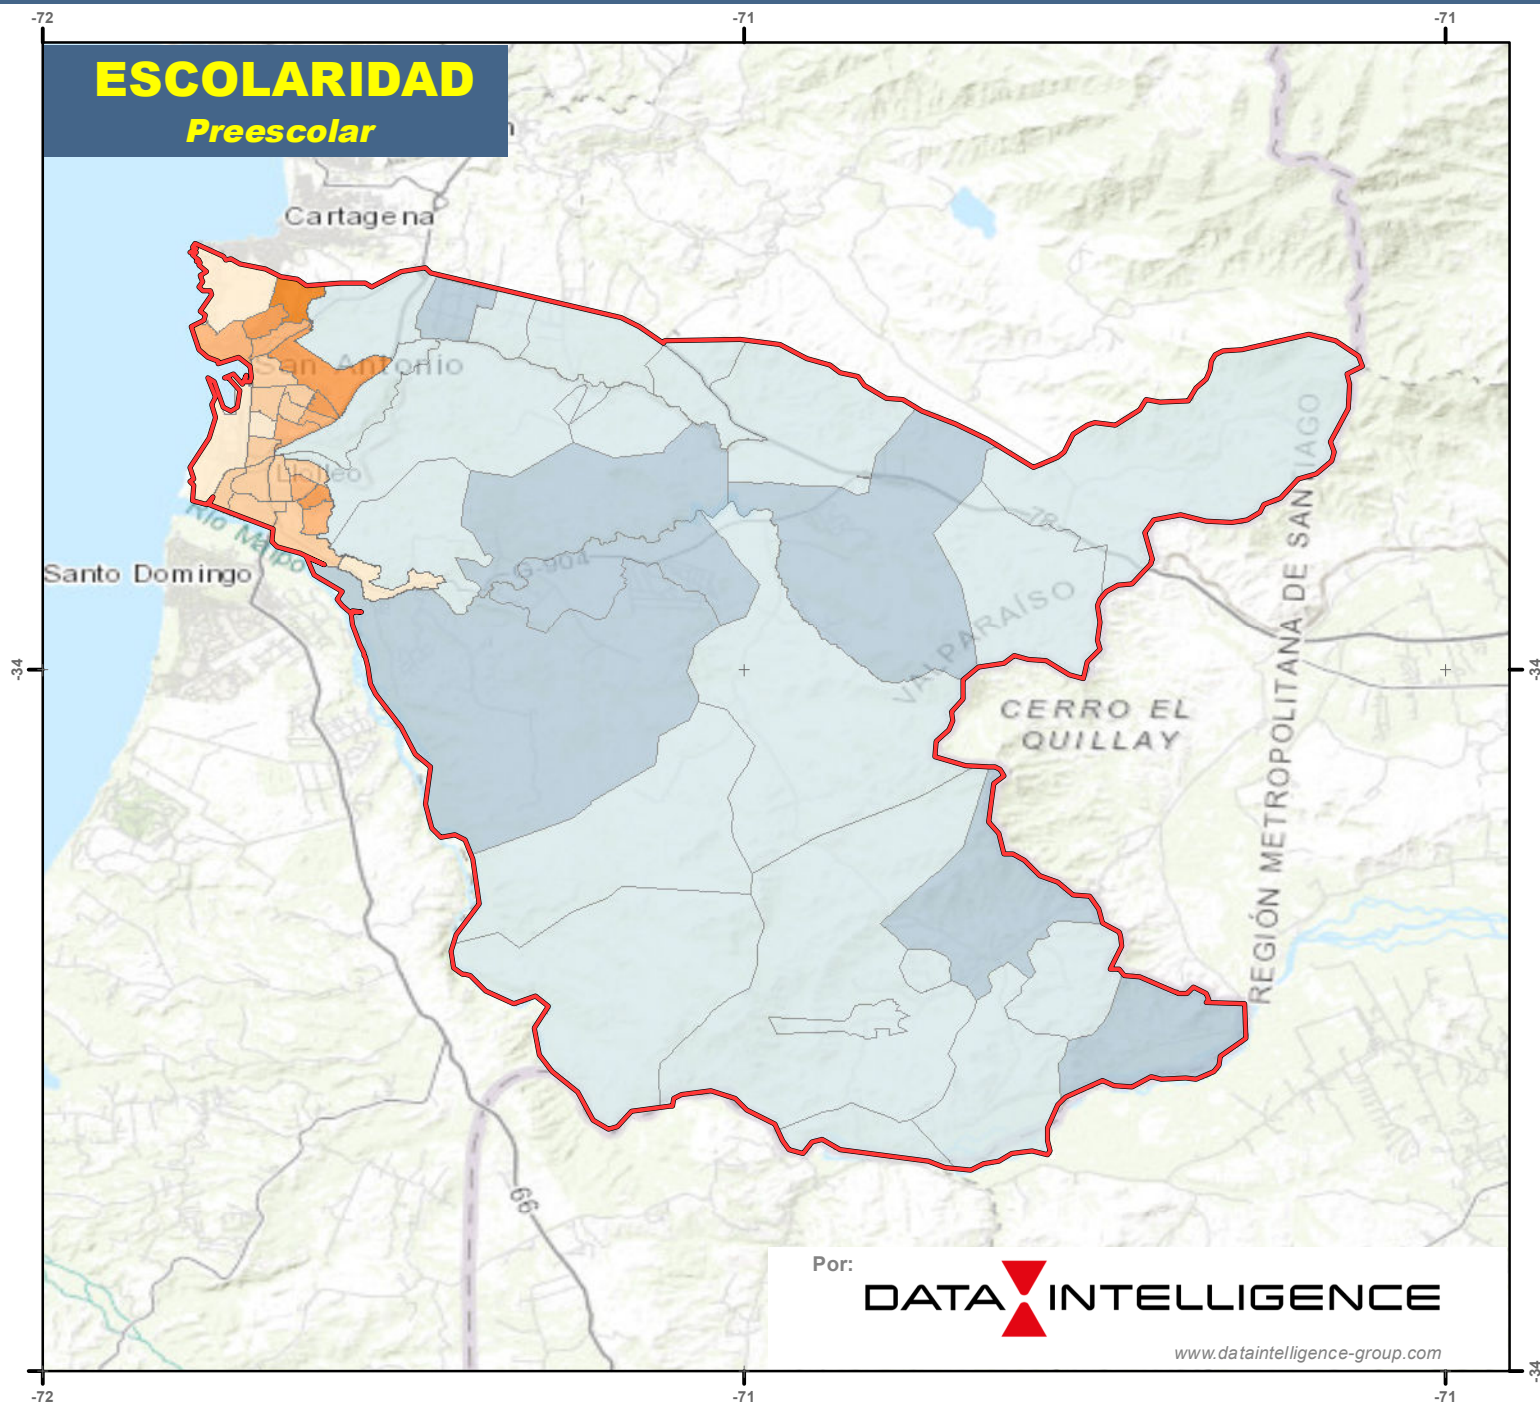 -72
-71
-71
ESCOLARIDAD
Preescolar
Cartagena
San Antonio
Llolleo
Río Maipo
Santo Domingo
G-904
78
VALPARAÍSO
REGIÓN METROPOLITANA DE SANTIAGO
-34
-34
CERRO EL
QUILLAY
66
Por:
DATA INTELLIGENCE
www.dataintelligence-group.com
-34
-72
-71
-71